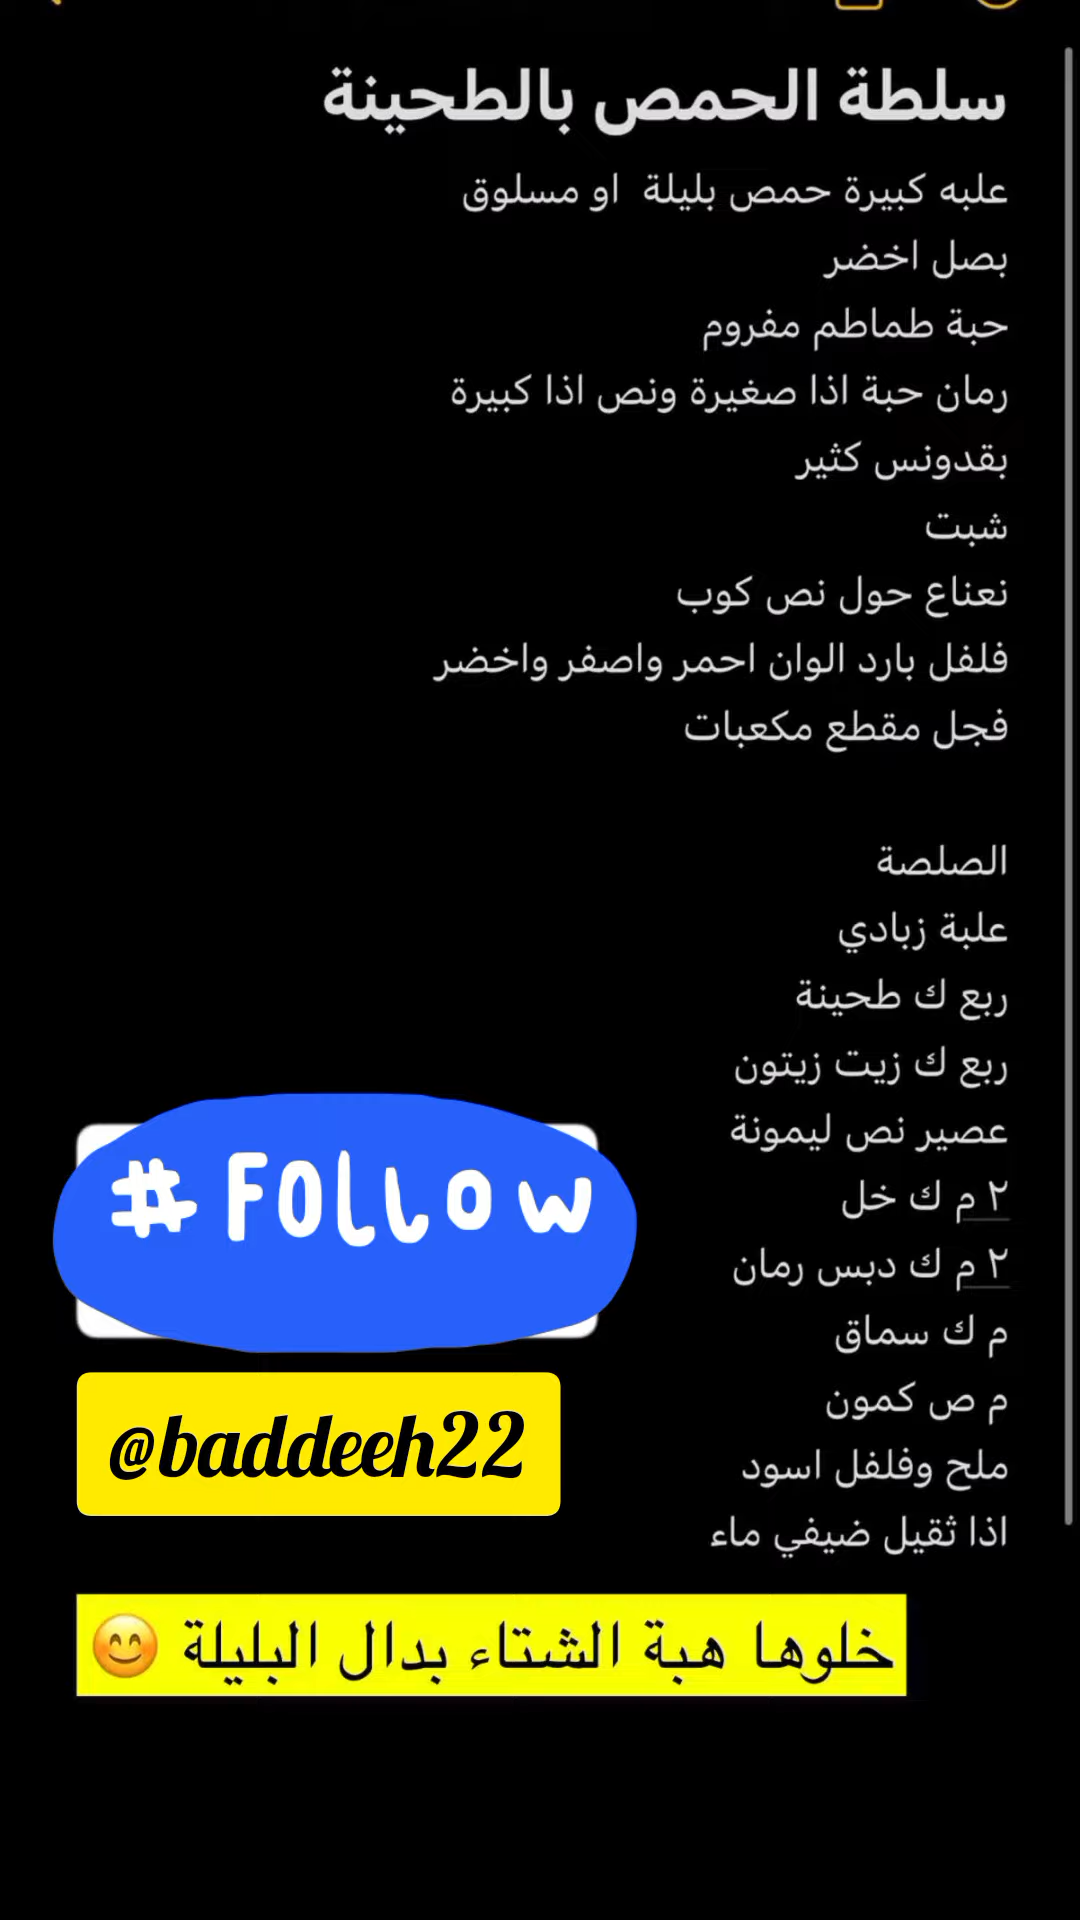 سلطة الحمص بالطحينة
علبه كبيرة حمص بليلة او مسلوق
بصل اخضر
حبة طماطم مفروم
رمان حبة اذا صغيرة ونص اذا كبيرة
بقدونس كثير
شبت
نعناع حول نص كوب
فلفل بارد الوان احمر واصفر واخضر
فجل مقطع مكعبات
الصلصة
علبة زبادي
ربع ك طحينة
ربع ك زيت زيتون
عصير نص ليمونة
٢ م ك خل
٢ م ك دبس رمان
م ك سماق
م ص كمون
ملح وفلفل اسود
اذا ثقيل ضيفي ماء
# FOLLOW
@baddeeh22
خلوها هبة الشتاء بدال البليلة 😊